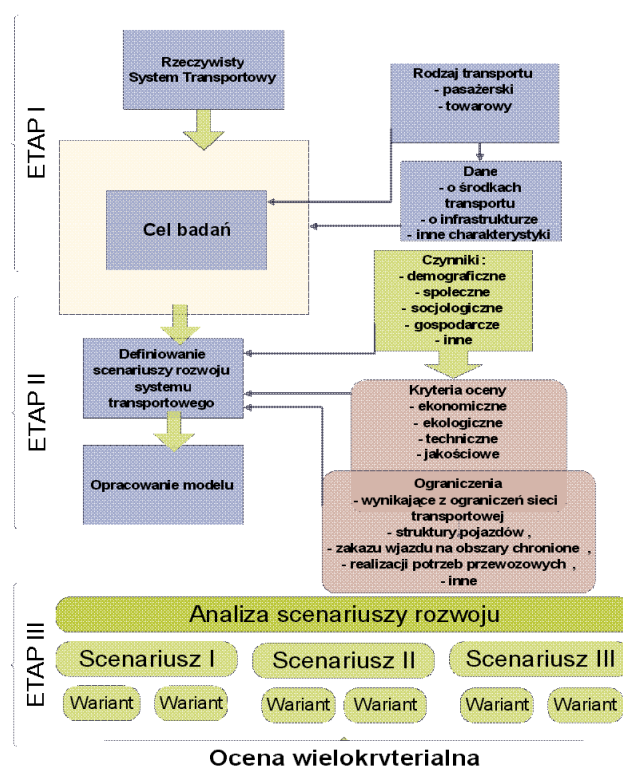 ETAP I
Rzeczywisty
System Transportowy
Rodzaj transportu
- pasażerski
- towarowy
Dane
- o środkach
transportu
- o infrastrukturze
- inne charakterystyki
Cel badań
Czynniki :
- demograficzne
- społeczne
- socjologiczne
- gospodarcze
- inne
ETAP II
Definiowanie
scenariuszy rozwoju
systemu
transportowego
Kryteria oceny
- ekonomiczne
- ekologiczne
- techniczne
- jakościowe
Opracowanie modelu
Ograniczenia
- wynikające z ograniczeń sieci
transportowej
- struktury pojazdów ,
- zakazu wjazdu na obszary chronione ,
- realizacji potrzeb przewozowych ,
- inne
ETAP III
Analiza scenariuszy rozwoju
Scenariusz I
Scenariusz II
Scenariusz III
Wariant Wariant Wariant Wariant Wariant Wariant
Ocena wielokryterialna